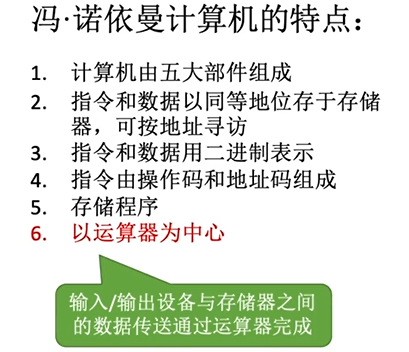 冯·诺依曼计算机的特点：
1. 计算机由五大部件组成
2. 指令和数据以同等地位存于存储
器，可按地址寻访
3. 指令和数据用二进制表示
4. 指令由操作码和地址码组成
5. 存储程序
6. 以运算器为中心
输入/输出设备与存储器之间
的数据传送通过运算器完成